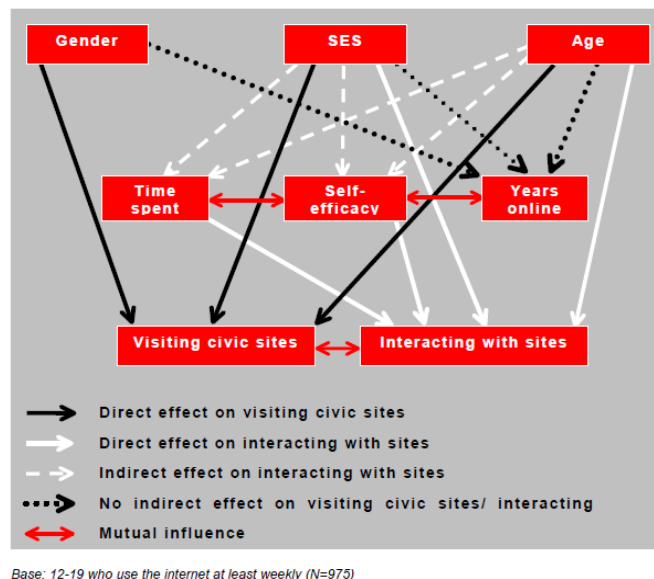 Gender
SES
Age
Time
spent
Self-
efficacy
Years
online
Visiting civic sites
Interacting with sites
Direct effect on visiting civic sites
Direct effect on interacting with sites
Indirect effect on interacting with sites
No indirect effect on visiting civic sites/ interacting
Mutual influence
Base: 12-19 who use the internet at least weekly (N=975)